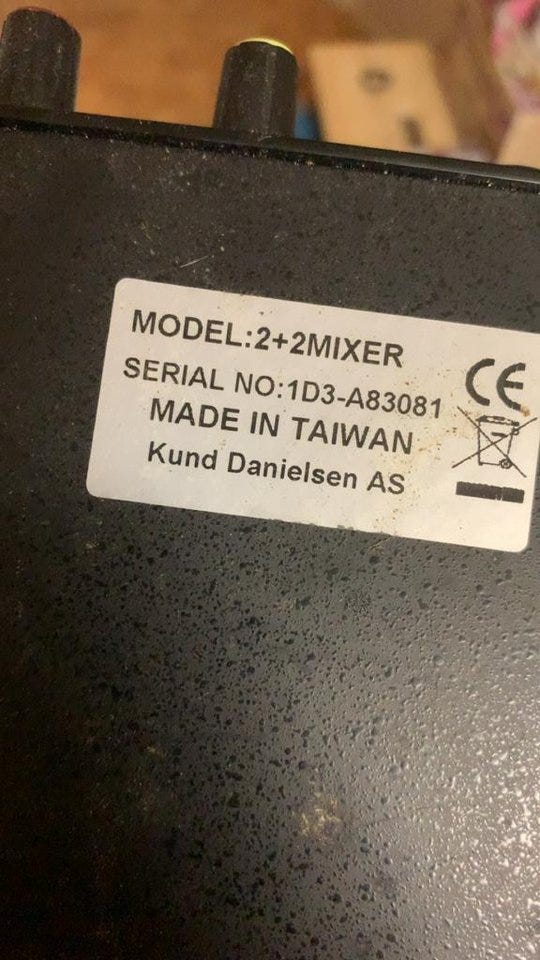 MODEL:2+2MIXER
SERIAL NO:1D3-A83081
MADE IN TAIWAN
Kund Danielsen AS
CE